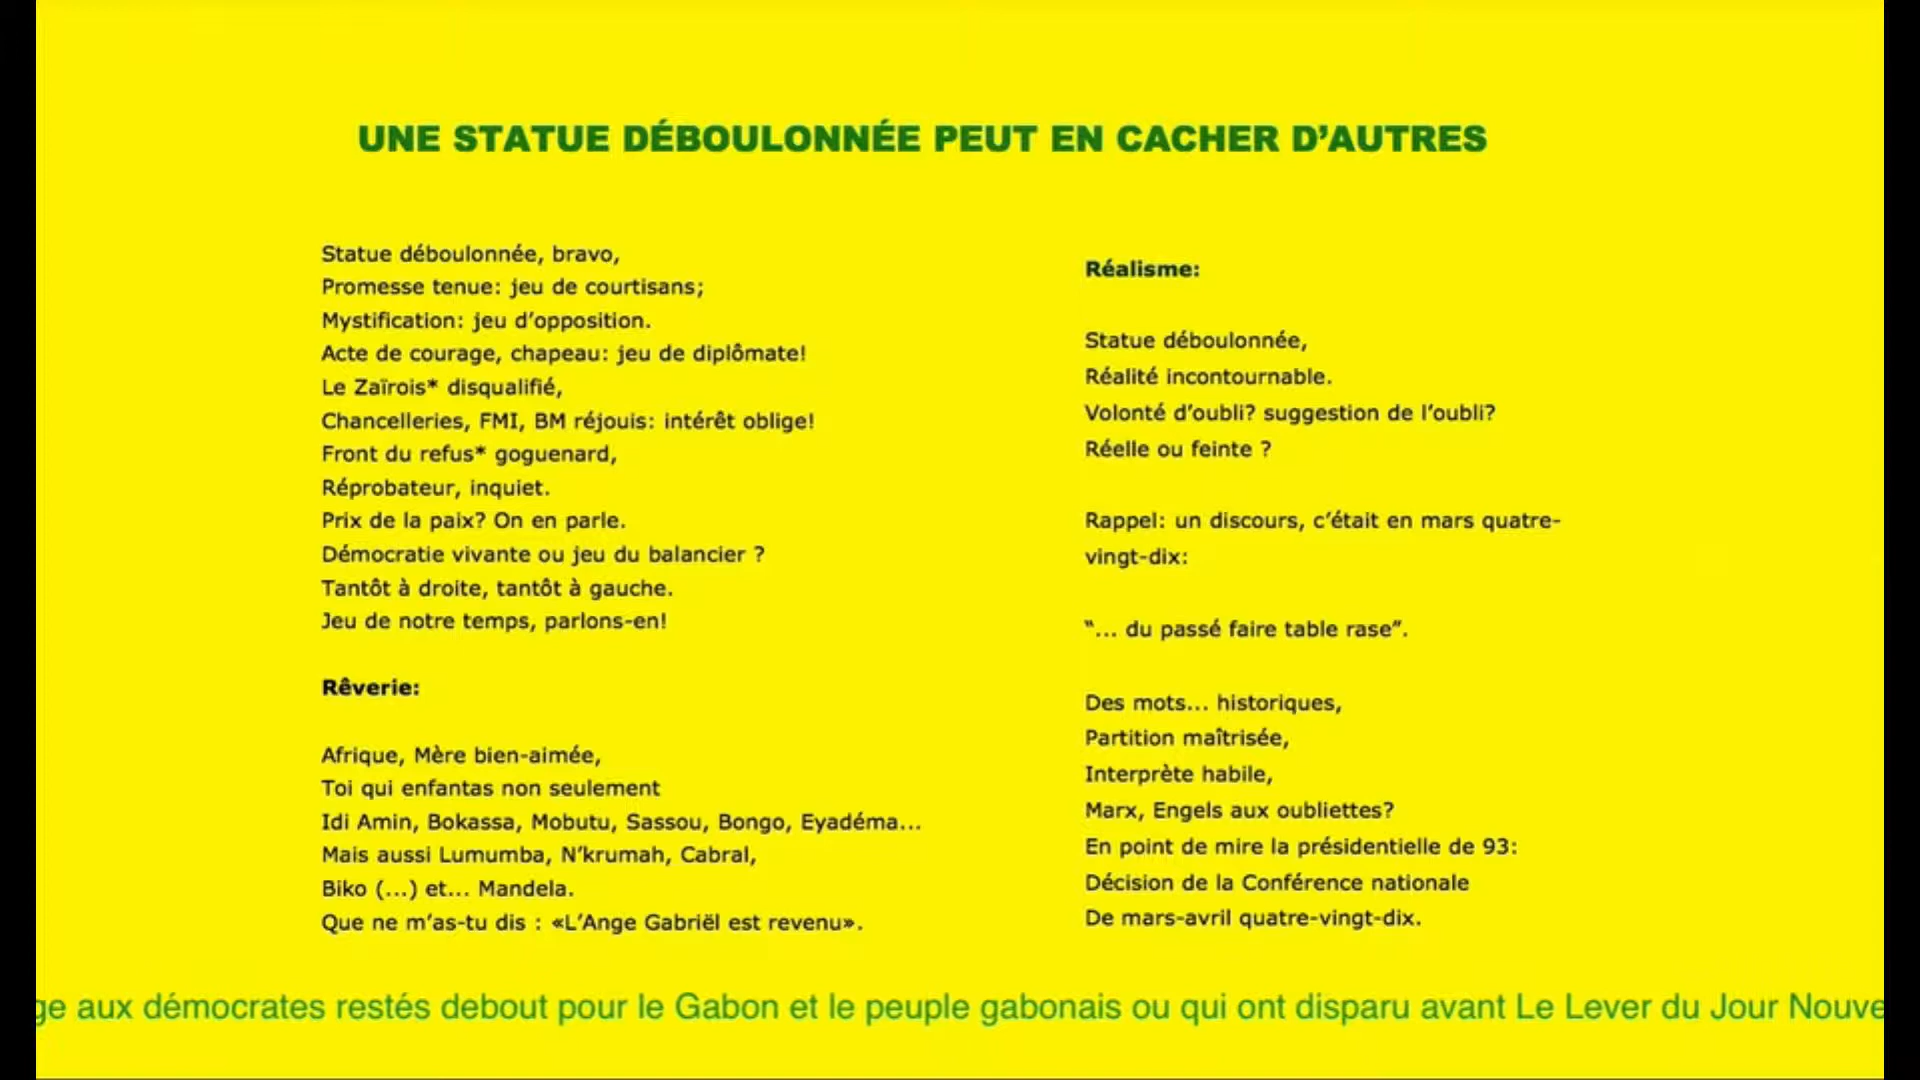 UNE STATUE DÉBOULONNÉE PEUT EN CACHER D’AUTRES
Statue déboulonnée, bravo,
Promesse tenue: jeu de courtisans;
Mystification: jeu d’opposition.
Acte de courage, chapeau: jeu de diplômate!
Le Zaïrois* disqualifié,
Chancelleries, FMI, BM réjouis: intérêt oblige!
Front du refus* goguenard,
Réprobateur, inquiet.
Prix de la paix? On en parle.
Démocratie vivante ou jeu du balancier ?
Tantôt à droite, tantôt à gauche.
Jeu de notre temps, parlons-en!
Rêverie:
Afrique, Mère bien-aimée,
Toi qui enfantas non seulement
Idi Amin, Bokassa, Mobutu, Sassou, Bongo, Eyadéma...
Mais aussi Lumumba, N’krumah, Cabral,
Biko (...) et... Mandela.
Que ne m’as-tu dis : «L’Ange Gabriël est revenu».
Réalisme:
Statue déboulonnée,
Réalité incontournable.
Volonté d’oubli? suggestion de l’oubli?
Réelle ou feinte ?
Rappel: un discours, c’était en mars quatre-
vingt-dix:
“... du passé faire table rase”.
Des mots... historiques,
Partition maîtrisée,
Interprète habile,
Marx, Engels aux oubliettes?
En point de mire la présidentielle de 93:
Décision de la Conférence nationale
De mars-avril quatre-vingt-dix.
ge aux démocrates restés debout pour le Gabon et le peuple gabonais ou qui ont disparu avant Le Lever du Jour Nouve